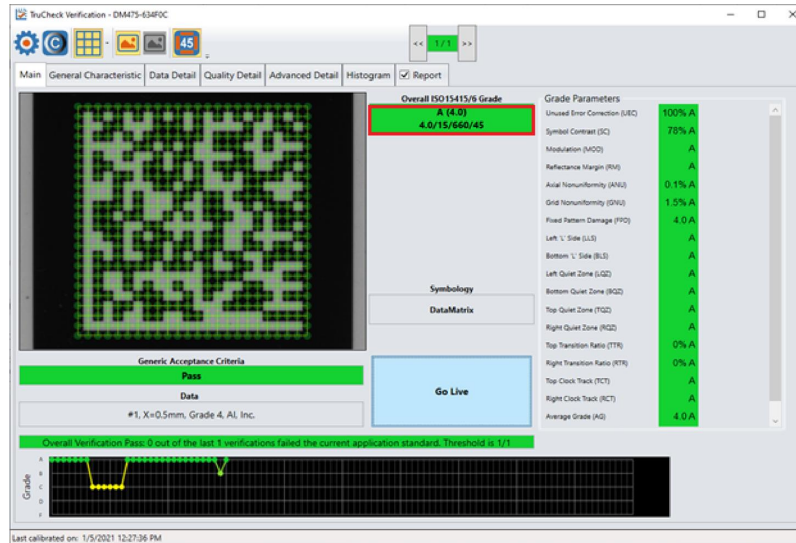 TruCheck Verification - DM475-634F0C
45
<< 1 / 1 >>
Main General Characteristic Data Detail Quality Detail Advanced Detail Histogram Report
Overall ISO15415/6 Grade
A (4.0)
4.0/15/660/45
Symbology
DataMatrix
Generic Acceptance Criteria
Pass
Data
#1, X=0.5mm, Grade 4, Al, Inc.
Go Live
Grade Parameters
Unused Error Correction (UEC) 100% A
Symbol Contrast (SC) 78% A
Modulation (MOD) A
Reflectance Margin (RM) A
Axial Nonuniformity (ANU) 0.1% A
Grid Nonuniformity (GNU) 1.5% A
Fixed Pattern Damage (FPD) 4.0 A
Left 'L' Side (LLS) A
Bottom 'L' Side (BLS) A
Left Quiet Zone (LQZ) A
Bottom Quiet Zone (BQZ) A
Top Quiet Zone (TQZ) A
Right Quiet Zone (RQZ) A
Top Transition Ratio (TTR) 0% A
Right Transition Ratio (RTR) 0% A
Top Clock Track (TCT) A
Right Clock Track (RCT) A
Average Grade (AG) 4.0 A
Overall Verification Pass: 0 out of the last 1 verifications failed the current application standard. Threshold is 1/1
Grade
A
B
C
D
F
Last calibrated on: 1/5/2021 12:27:36 PM